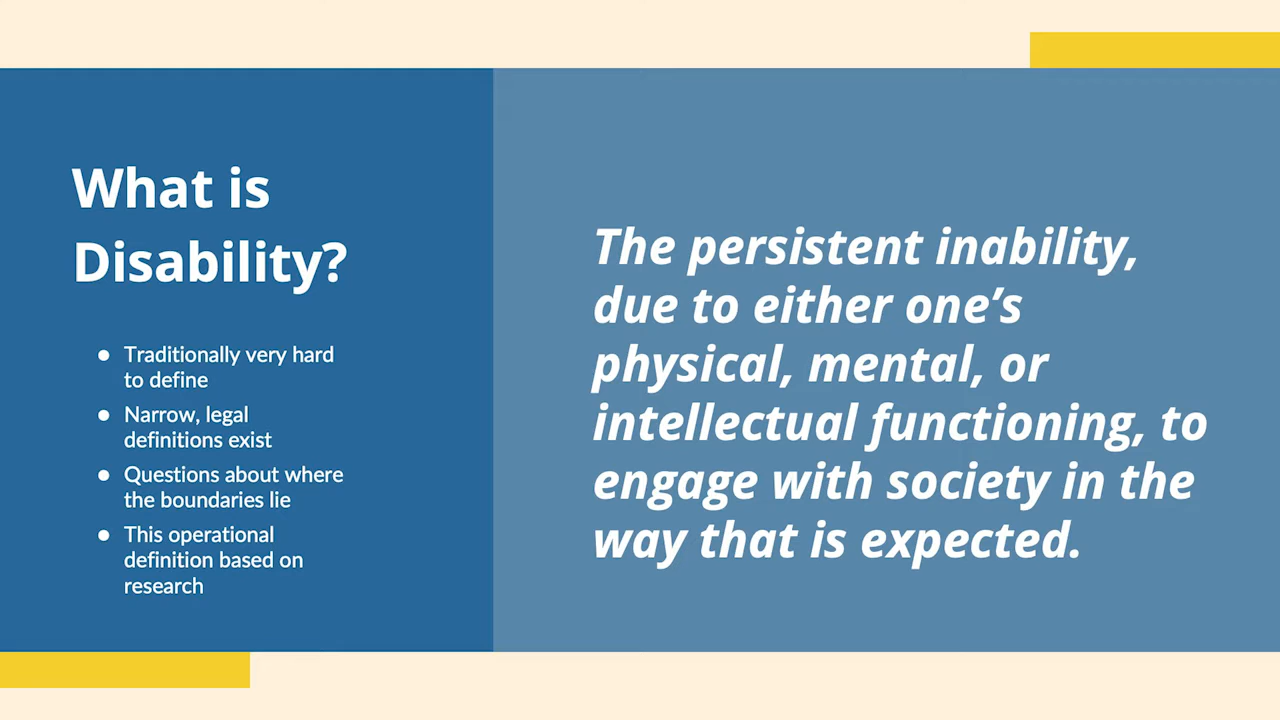 What is
Disability?
● Traditionally very hard
to define
● Narrow, legal
definitions exist
● Questions about where
the boundaries lie
● This operational
definition based on
research
The persistent inability,
due to either one’s
physical, mental, or
intellectual functioning, to
engage with society in the
way that is expected.